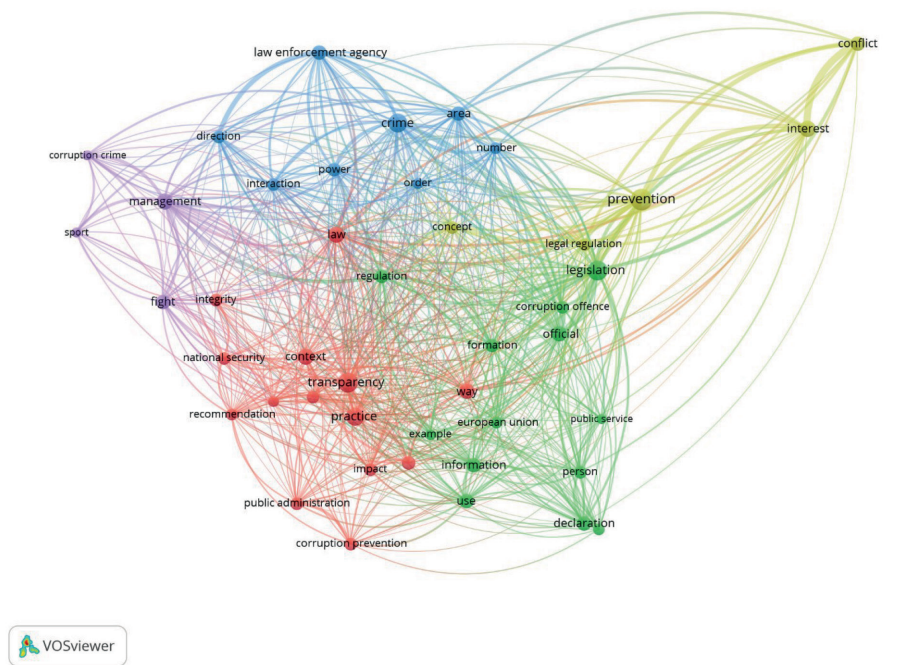 conflict
law enforcement agency
area
crime
interest
direction
number
corruption crime
power
interaction
order
management
prevention
concept
sport
law
legal regulation
legislation
regulation
fight
integrity
corruption offence
official
formation
national security
context
transparency
way
recommendation
practice
european union
public service
example
impact
information
person
public administration
use
declaration
corruption prevention
VOSviewer